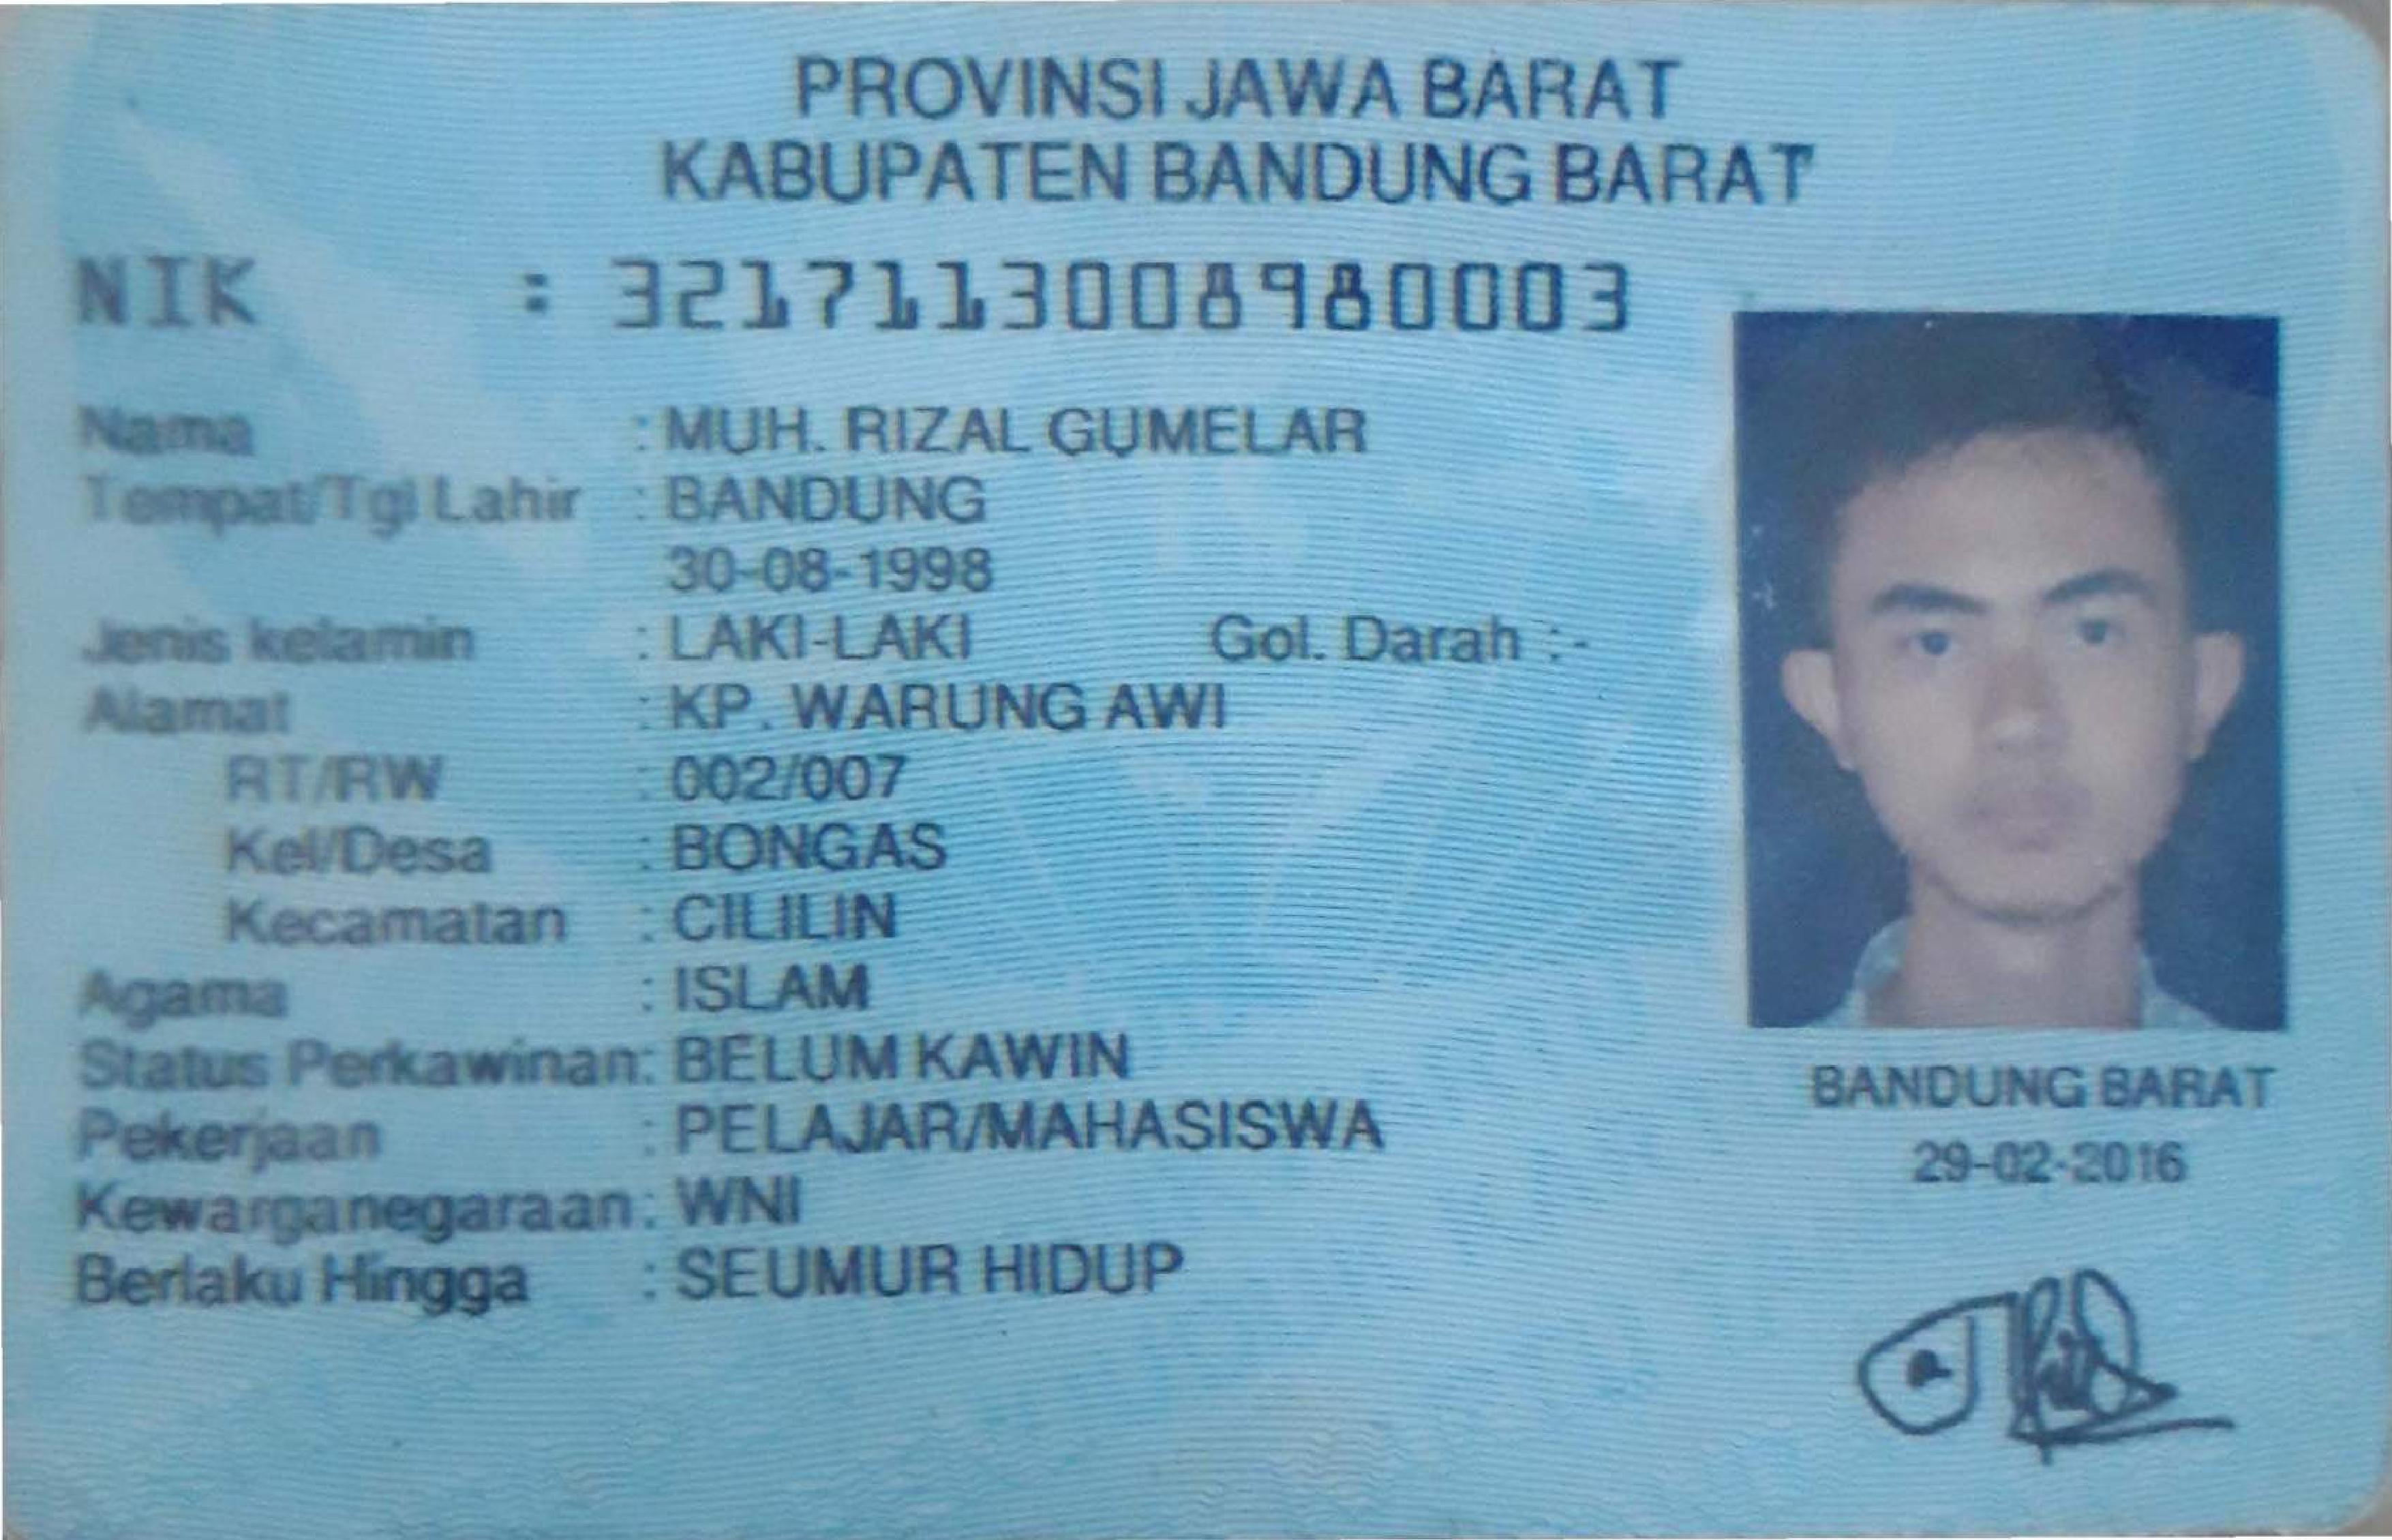 PROVINSI JAWA BARAT
KABUPATEN BANDUNG BARAT
NIK : 3217113008980003
Nama : MUH. RIZAL GUMELAR
Tempat/Tgl Lahir : BANDUNG
30-08-1998
Jenis kelamin : LAKI-LAKI Gol. Darah :-
Alamat : KP. WARUNG AWI
RT/RW : 002/007
Kel/Desa : BONGAS
Kecamatan : CILILIN
Agama : ISLAM
Status Perkawinan: BELUM KAWIN
Pekerjaan : PELAJAR/MAHASISWA
Kewarganegaraan: WNI
Berlaku Hingga : SEUMUR HIDUP
BANDUNG BARAT
29-02-2016